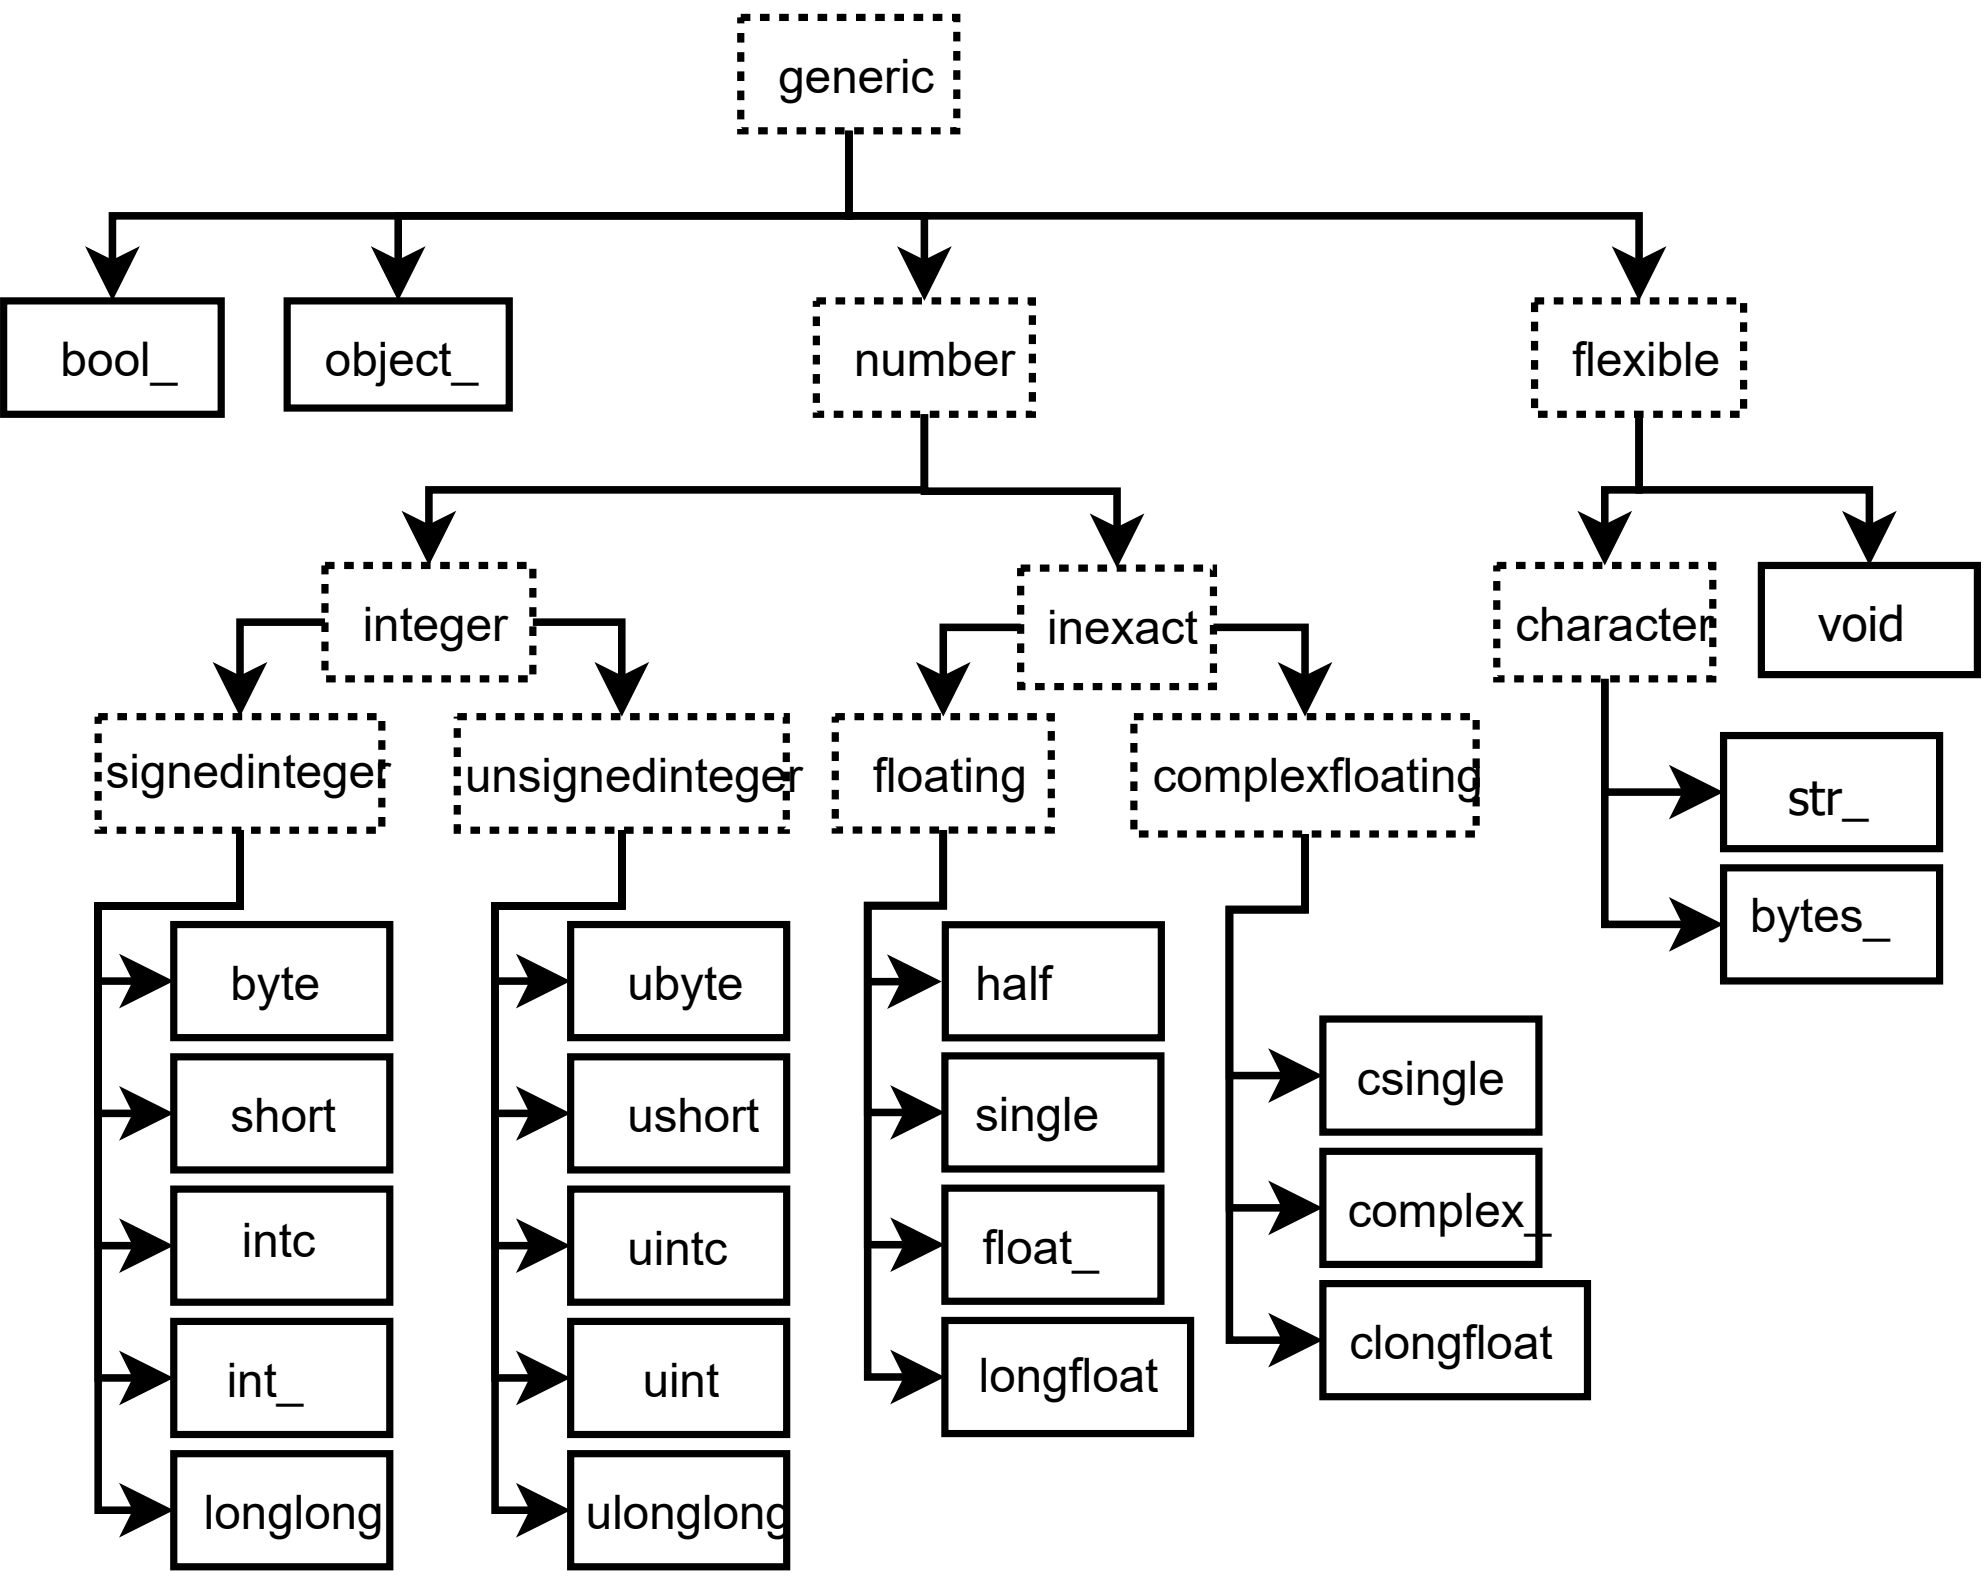 generic
bool_
object_
number
flexible
integer
inexact
character
void
signedinteger
unsignedinteger
floating
complexfloating
str_
bytes_
byte
ubyte
half
csingle
short
ushort
single
complex_
intc
uintc
float_
clongfloat
int_
uint
longfloat
longlong
ulonglong